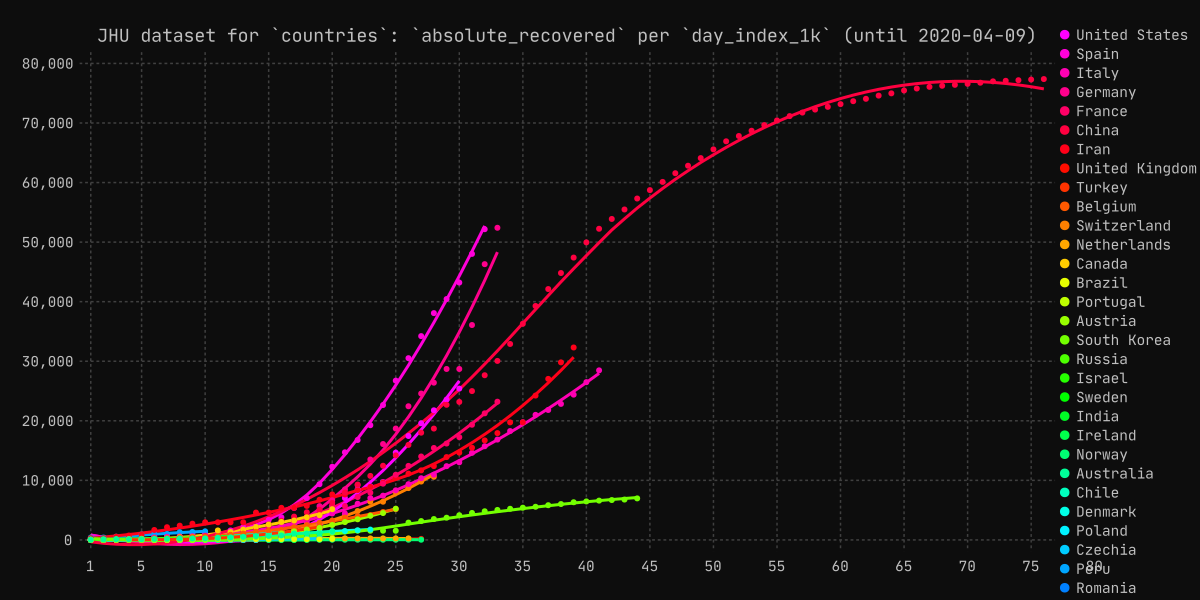 JHU dataset for `countries`: `absolute_recovered` per `day_index_1k` (until 2020-04-09)
80,000
70,000
60,000
50,000
40,000
30,000
20,000
10,000
0
1 5 10 15 20 25 30 35 40 45 50 55 60 65 70 75 80
United States
Spain
Italy
Germany
France
China
Iran
United Kingdom
Turkey
Belgium
Switzerland
Netherlands
Canada
Brazil
Portugal
Austria
South Korea
Russia
Israel
Sweden
India
Ireland
Norway
Australia
Chile
Denmark
Poland
Czechia
Peru
Romania